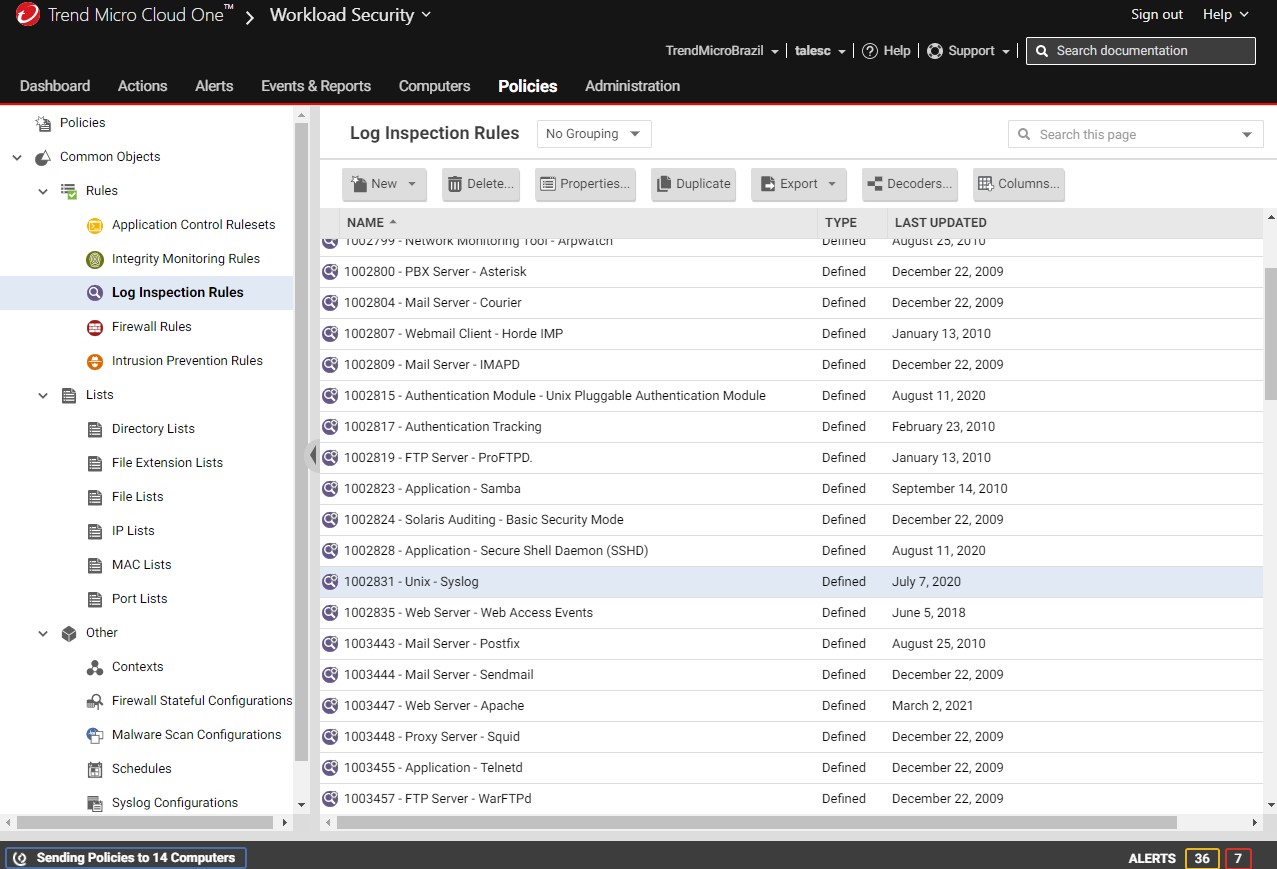 Trend Micro Cloud One™ Workload Security Sign out Help
TrendMicroBrazil talesc Help Support Search documentation
Dashboard Actions Alerts Events & Reports Computers Policies Administration
Policies
Common Objects
Rules
Application Control Rulesets
Integrity Monitoring Rules
Log Inspection Rules
Firewall Rules
Intrusion Prevention Rules
Lists
Directory Lists
File Extension Lists
File Lists
IP Lists
MAC Lists
Port Lists
Other
Contexts
Firewall Stateful Configurations
Malware Scan Configurations
Schedules
Syslog Configurations
Log Inspection Rules No Grouping Search this page
New Delete... Properties... Duplicate Export Decoders... Columns...
NAME TYPE LAST UPDATED
1002799 - Network Monitoring Tool - Arpwatch Defined August 25, 2010
1002800 - PBX Server - Asterisk Defined December 22, 2009
1002804 - Mail Server - Courier Defined December 22, 2009
1002807 - Webmail Client - Horde IMP Defined January 13, 2010
1002809 - Mail Server - IMAPD Defined December 22, 2009
1002815 - Authentication Module - Unix Pluggable Authentication Module Defined August 11, 2020
1002817 - Authentication Tracking Defined February 23, 2010
1002819 - FTP Server - ProFTPD. Defined January 13, 2010
1002823 - Application - Samba Defined September 14, 2010
1002824 - Solaris Auditing - Basic Security Mode Defined December 22, 2009
1002828 - Application - Secure Shell Daemon (SSHD) Defined August 11, 2020
1002831 - Unix - Syslog Defined July 7, 2020
1002835 - Web Server - Web Access Events Defined June 5, 2018
1003443 - Mail Server - Postfix Defined August 25, 2010
1003444 - Mail Server - Sendmail Defined December 22, 2009
1003447 - Web Server - Apache Defined March 2, 2021
1003448 - Proxy Server - Squid Defined December 22, 2009
1003455 - Application - Telnetd Defined December 22, 2009
1003457 - FTP Server - WarFTPd Defined December 22, 2009
Sending Policies to 14 Computers ALERTS 36 7